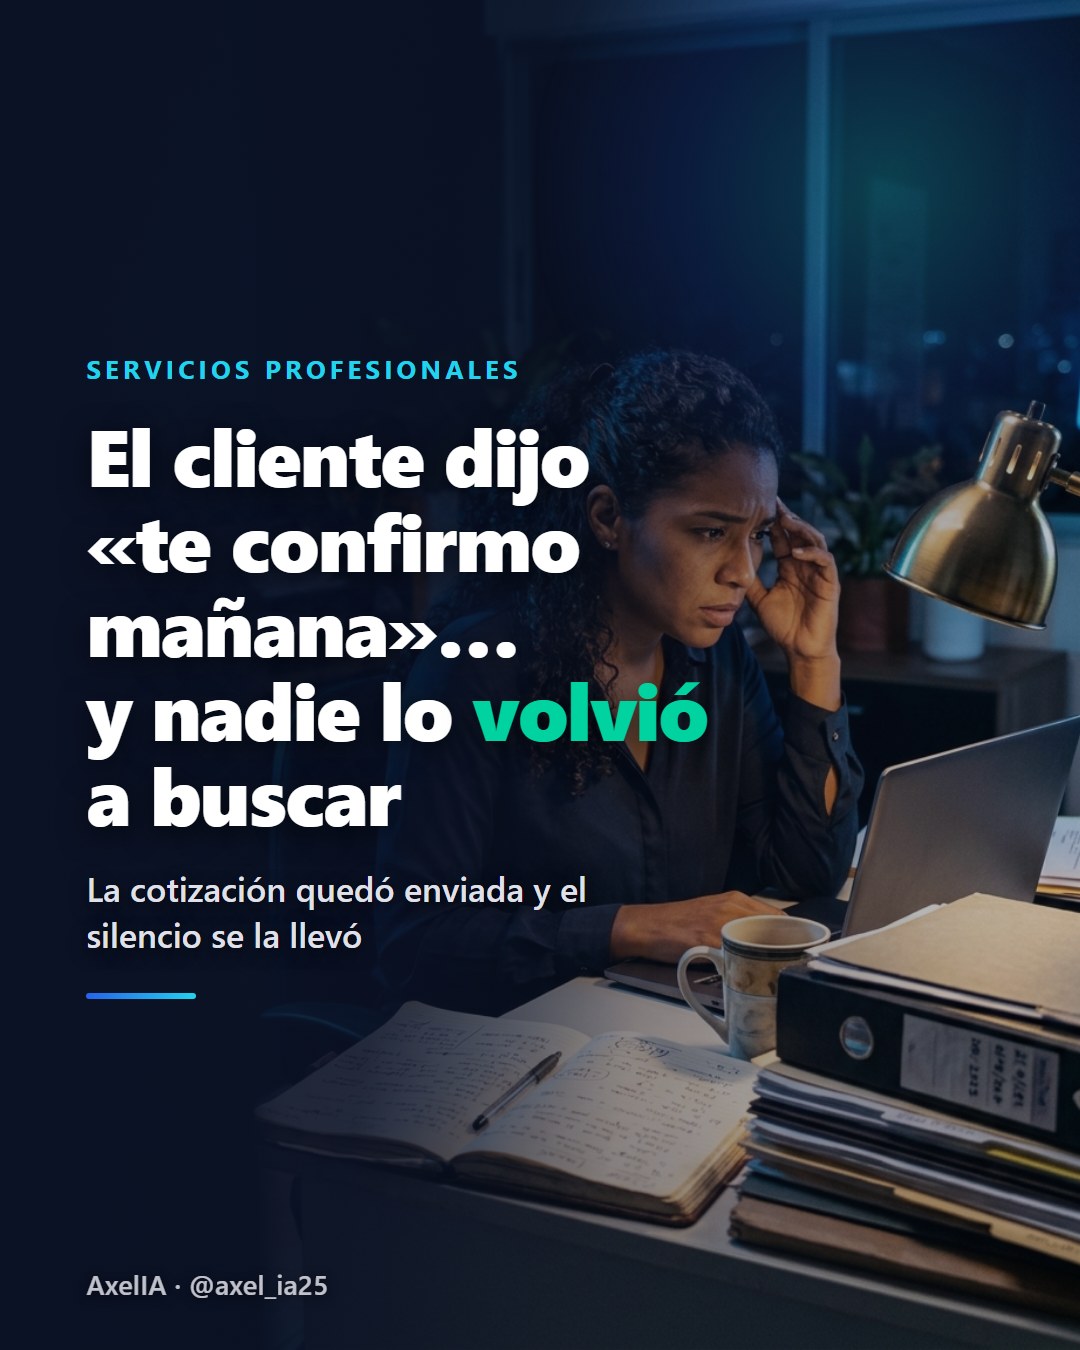 SERVICIOS PROFESIONALES
El cliente dijo
«te confirmo
mañana»...
y nadie lo volvió
a buscar
La cotización quedó enviada y el
silencio se la llevó
AxelIA · @axel_ia25